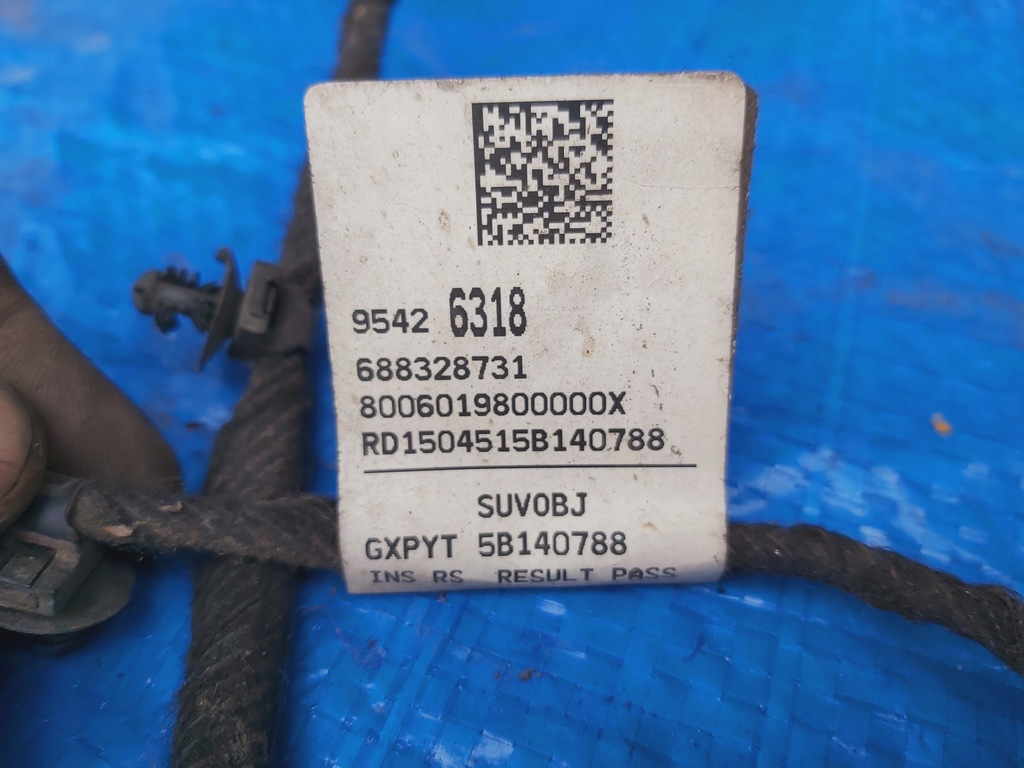 9542 6318
688328731
8006019800000X
RD1504515B140788
SUV0BJ
GXPYT 5B140788
INS RS RESULT PASS